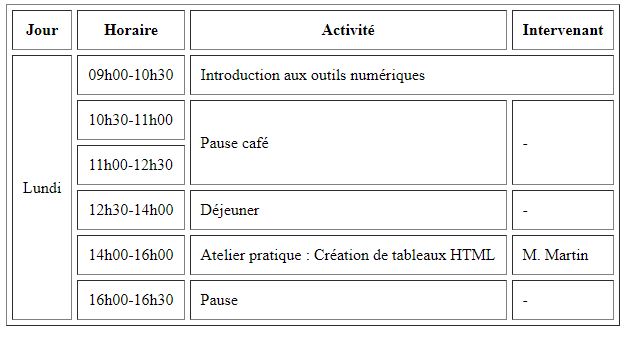 Jour Horaire Activité Intervenant
09h00-10h30 Introduction aux outils numériques
10h30-11h00
Pause café -
11h00-12h30
Lundi
12h30-14h00 Déjeuner -
14h00-16h00 Atelier pratique : Création de tableaux HTML M. Martin
16h00-16h30 Pause -